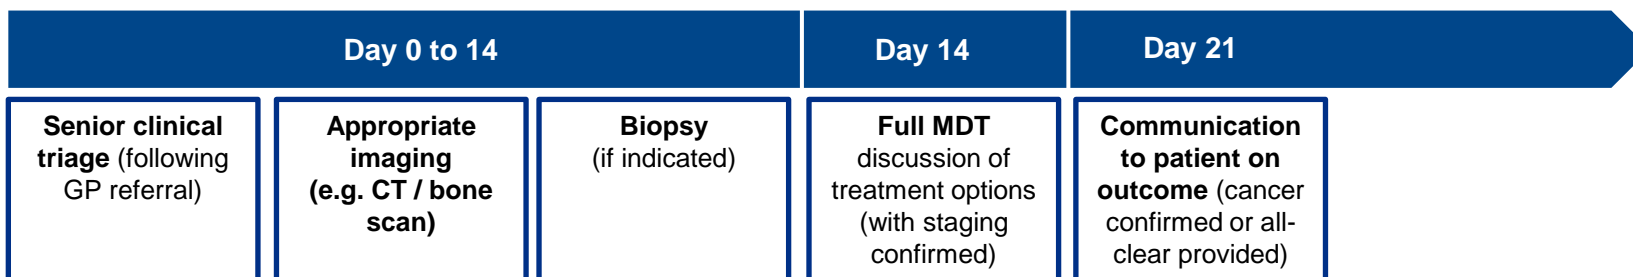 Day 0 to 14
Day 14
Day 21
Senior clinical
triage (following
GP referral)
Appropriate
imaging
(e.g. CT / bone
scan)
Biopsy
(if indicated)
Full MDT
discussion of
treatment options
(with staging
confirmed)
Communication
to patient on
outcome (cancer
confirmed or all-
clear provided)